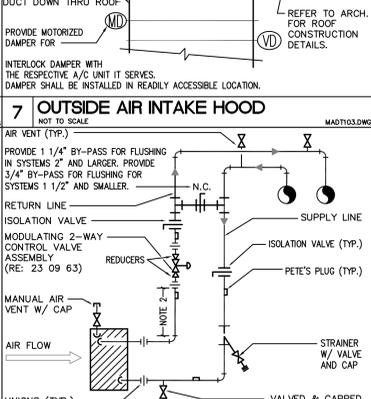 DUCT DOWN THRU ROOF
MD
REFER TO ARCH.
FOR ROOF
CONSTRUCTION
DETAILS.
PROVIDE MOTORIZED
DAMPER FOR
VD
INTERLOCK DAMPER WITH
THE RESPECTIVE A/C UNIT IT SERVES.
DAMPER SHALL BE INSTALLED IN READILY ACCESSIBLE LOCATION.
7 OUTSIDE AIR INTAKE HOOD
NOT TO SCALE
MADT103.DWG
AIR VENT (TYP.)
PROVIDE 1 1/4" BY-PASS FOR FLUSHING
IN SYSTEMS 2" AND LARGER. PROVIDE
3/4" BY-PASS FLUSHING FOR
SYSTEMS 1 1/2" AND SMALLER.
N.C.
RETURN LINE
SUPPLY LINE
ISOLATION VALVE
MODULATING 2-WAY
CONTROL VALVE
ASSEMBLY
(RE: 23 09 63)
REDUCERS
ISOLATION VALVE (TYP.)
PETE'S PLUG (TYP.)
MANUAL AIR
VENT W/ CAP
NOTE 2
AIR FLOW
STRAINER
W/ VALVE
AND CAP
UNIONS (TYP.)
VALVED & CAPPED